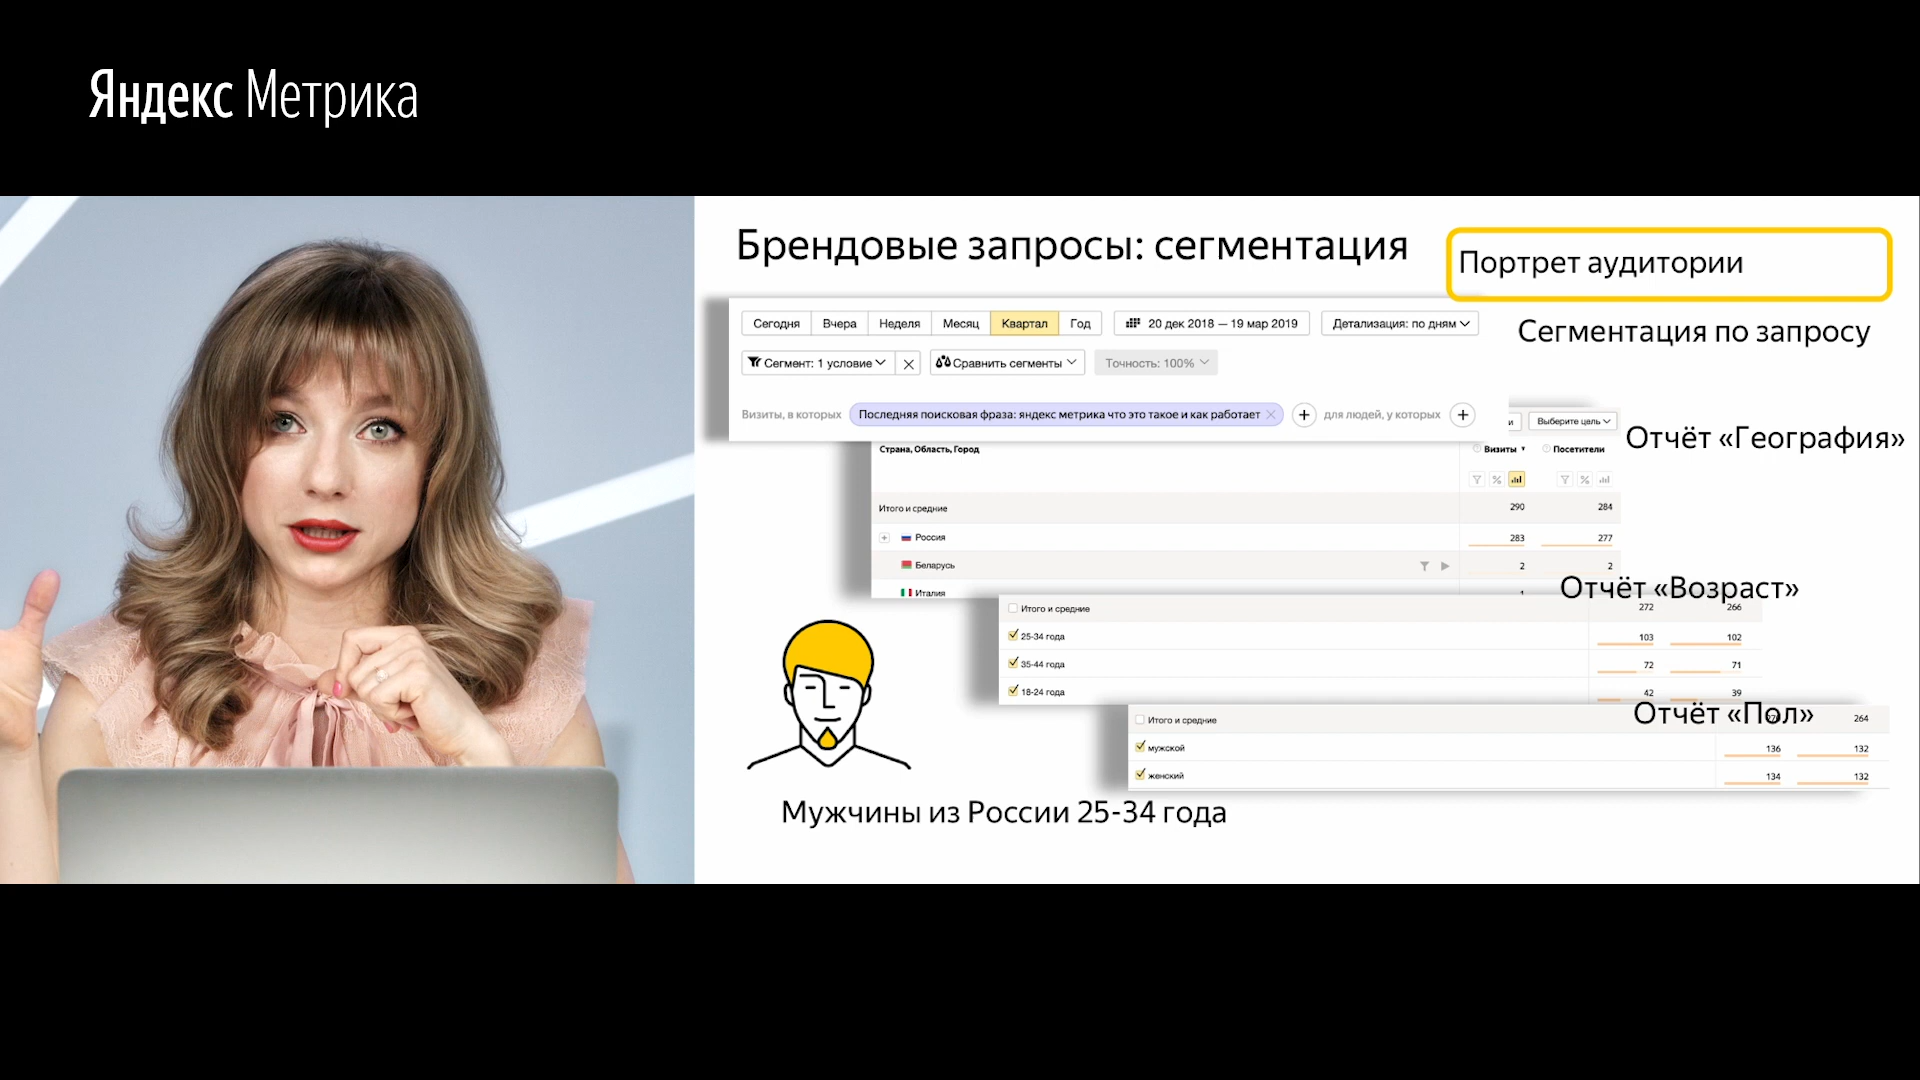 Яндекс Метрика
Брендовые запросы: сегментация
Портрет аудитории
Сегодня Вчера Неделя Месяц Квартал Год 20 дек 2018 — 19 мар 2019 Детализация: по дням
Сегментация по запросу
Сегмент: 1 условие Сравнить сегменты Точность: 100%
Визиты, в которых Последняя поисковая фраза: яндекс метрика что это такое и как работает для людей, у которых
Выберите цель
Отчёт «География»
Страна, Область, Город Визиты Посетители
Итого и средние 290 284
Россия 283 277
Беларусь 2 2
Италия
Отчёт «Возраст»
Итого и средние 272 266
25-34 года 103 102
35-44 года 72 71
18-24 года 42 39
Отчёт «Пол»
Итого и средние 264
мужской 136 132
женский 134 132
Мужчины из России 25-34 года